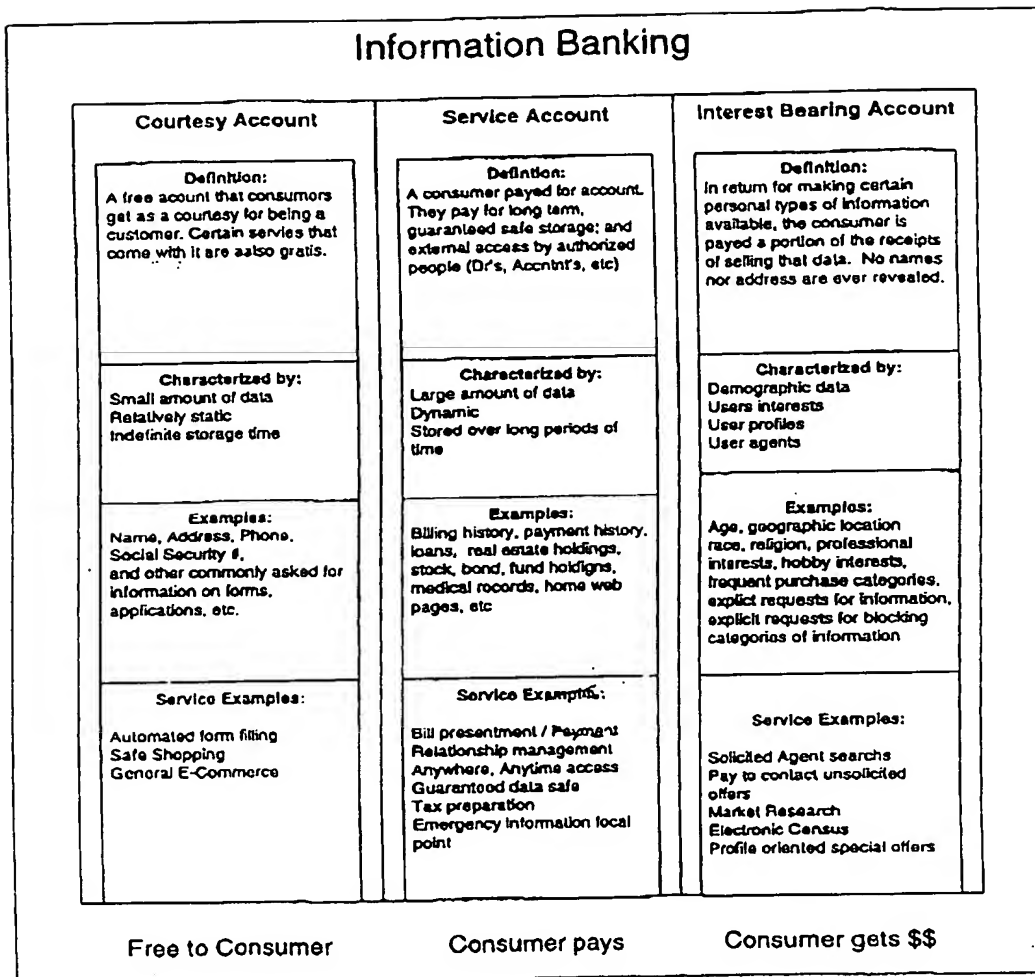 Information Banking
Courtesy Account
Definition:
A free acount that consumors
get as a courtesy for being a
customer. Certain servies that
come with it are aalso gratis.
Characterized by:
Small amount of data
Relatively static
Indefinite storage time
Examples:
Name, Address, Phone,
Social Security #,
and other commonly asked for
information on forms,
applications, etc.
Service Examples:
Automated form filling
Safe Shopping
General E-Commerce
Free to Consumer
Service Account
Definition:
A consumer payed for account.
They pay for long term,
guaranteed safe storage; and
external access by authorized
people (Dr's, Accntnt's, etc)
Characterized by:
Large amount of data
Dynamic
Stored over long periods of
time
Examples:
Billing history, payment history,
loans, real estate holdings,
stock, bond, fund holdfigns,
medical records, home web
pages, etc
Service Examples:
Bill presentment / Payment
Relationship management
Anywhere, Anytime access
Guaranteed data safe
Tax preparation
Emergency Information focal
point
Consumer pays
Interest Bearing Account
Definition:
In return for making certain
personal types of information
available, the consumer is
payed a portion of the receipts
of selling that data. No names
nor address are ever revealed.
Characterized by:
Demographic data
Users interests
User profiles
User agents
Examples:
Age, geographic location
race, religion, professional
interests, hobby interests,
frequent purchase categories,
explict requests for information,
explicit requests for blocking
categories of information
Service Examples:
Solicited Agent searchs
Pay to contact unsolicited
offers
Market Research
Electronic Census
Profile oriented special offers
Consumer gets $$